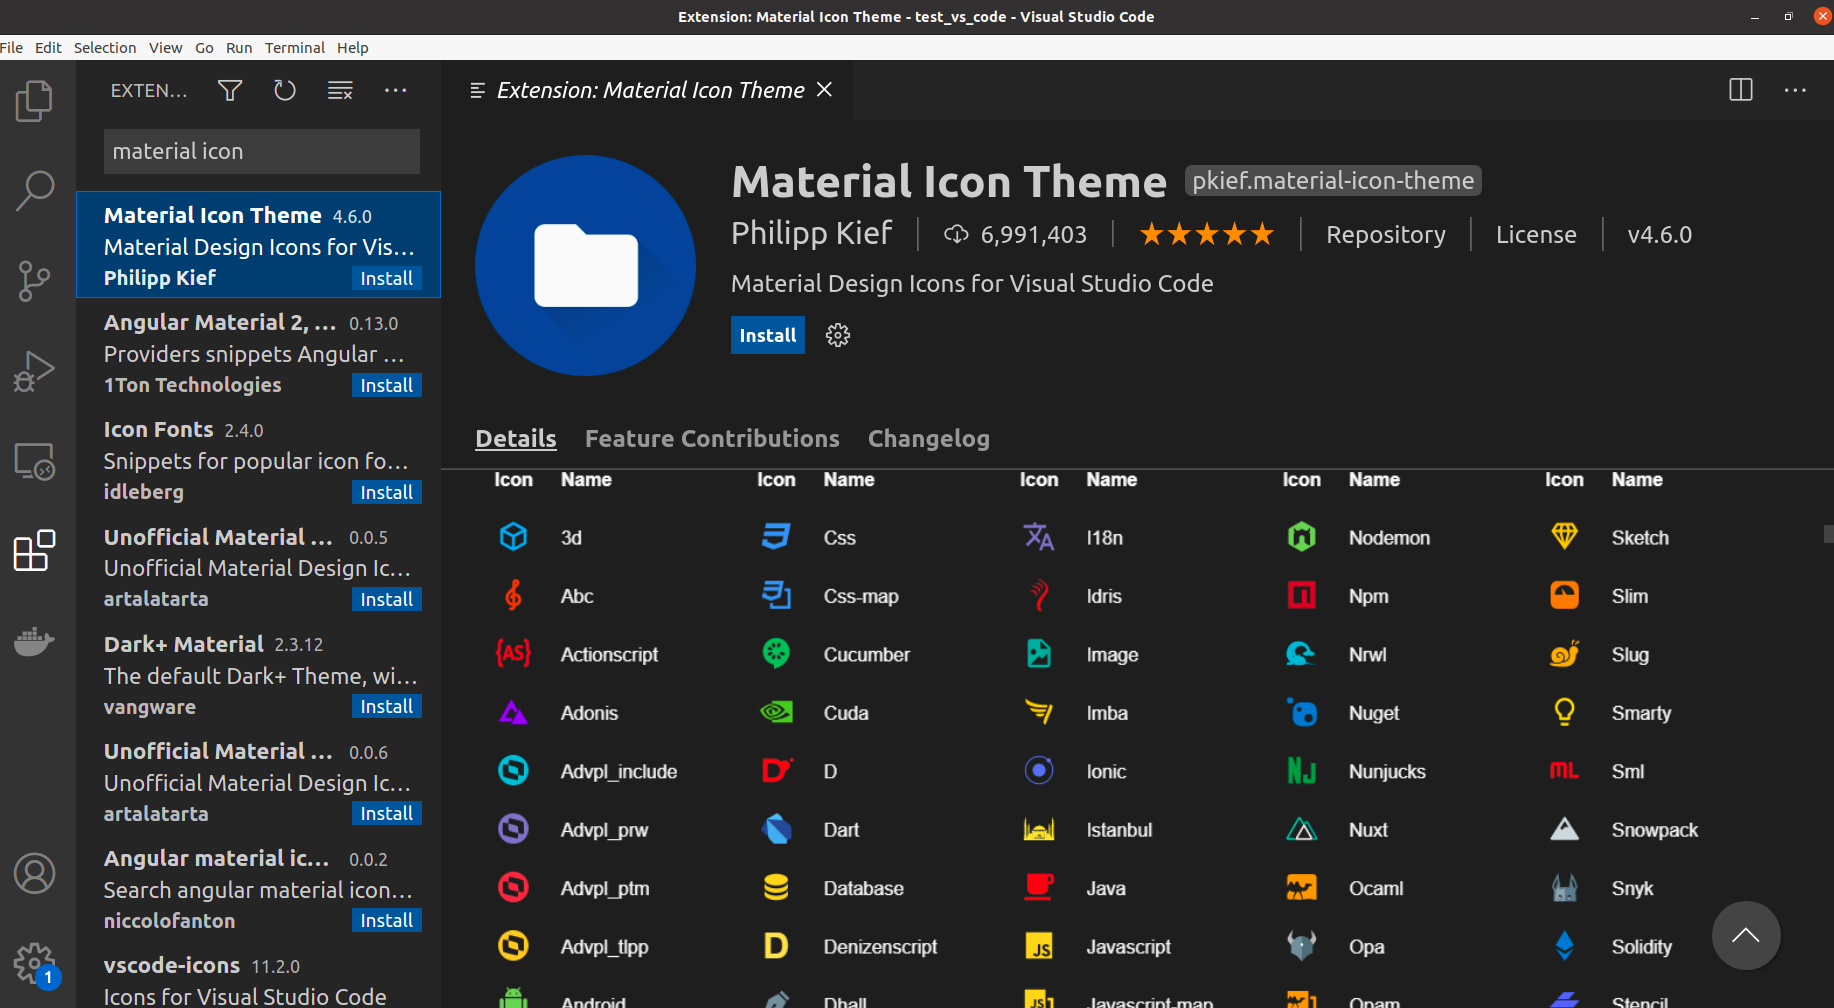 Extension: Material Icon Theme - test_vs_code - Visual Studio Code
File Edit Selection View Go Run Terminal Help
EXTEN...
material icon
Material Icon Theme 4.6.0
Material Design Icons for Vis...
Philipp Kief Install
Angular Material 2, ... 0.13.0
Providers snippets Angular ...
1Ton Technologies Install
Icon Fonts 2.4.0
Snippets for popular icon fo...
idleberg Install
Unofficial Material ... 0.0.5
Unofficial Material Design Ic...
artalatarta Install
Dark+ Material 2.3.12
The default Dark+ Theme, wi...
vangware Install
Unofficial Material ... 0.0.6
Unofficial Material Design Ic...
artalatarta Install
Angular material ic... 0.0.2
Search angular material icon...
niccolofanton Install
vscode-icons 11.2.0
Icons for Visual Studio Code
1
Extension: Material Icon Theme
Material Icon Theme pkief.material-icon-theme
Philipp Kief 6,991,403 Repository License v4.6.0
Material Design Icons for Visual Studio Code
Install
Details Feature Contributions Changelog
Icon Name Icon Name Icon Name Icon Name Icon Name
3d Css I18n Nodemon Sketch
Abc Css-map Idris Npm Slim
{AS} Actionscript Cucumber Image Nrwl Slug
Adonis Cuda Imba Nuget Smarty
Advpl_include D D Ionic NJ Nunjucks ML Sml
Advpl_prw Dart Istanbul Nuxt Snowpack
Advpl_ptm Database Java Ocaml Snyk
Advpl_tlpp D Denizenscript JS Javascript Opa Solidity
Android Dhall JS Javascript-map Opam Stencil